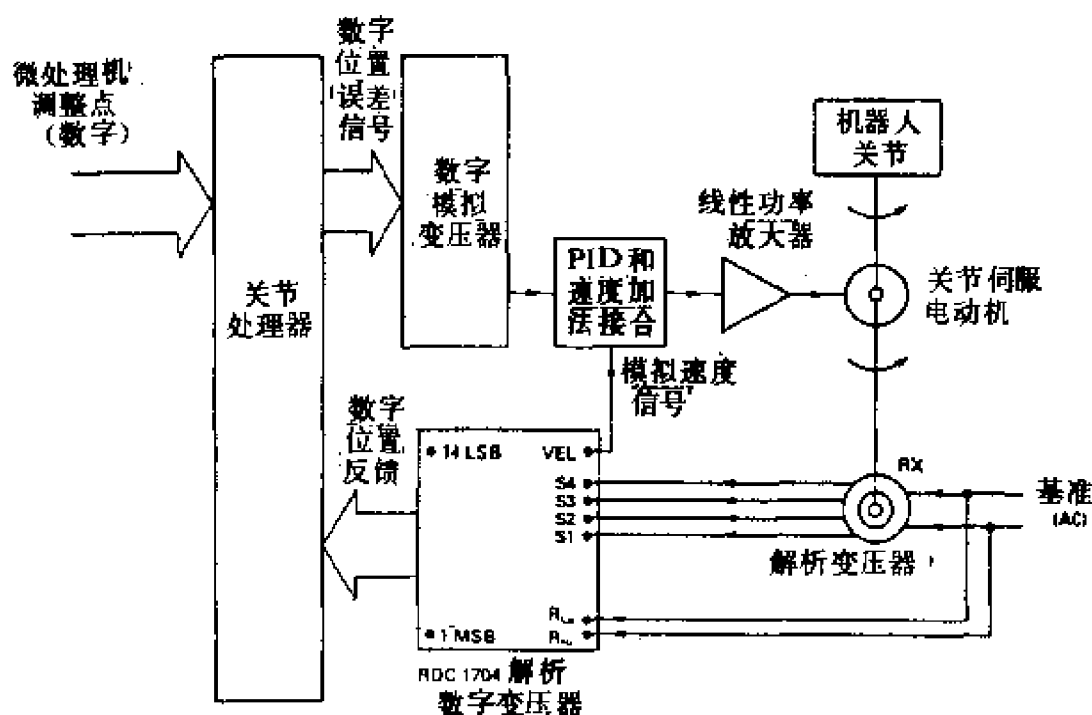 微处理机
调整点
(数字)
数字
位置
误差
信号
关节
处理器
数字
模拟
变压器
PID和
速度加
法接合
线性功率
放大器
机器人
关节
关节伺服
电动机
模拟速度
信号
数字
位置
反馈
14 LSB
VEL
S4
S3
S2
S1
1 MSB
RX
基准
(AC)
解析变压器
RDC 1704 解析
数字变压器